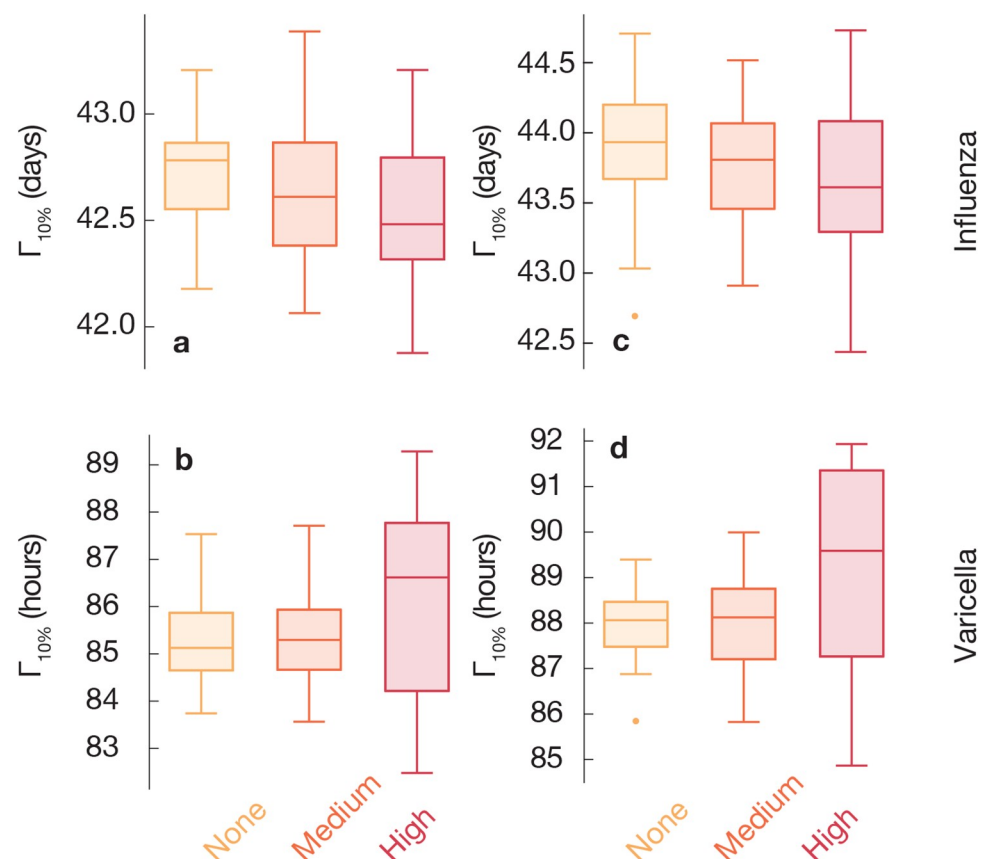 Γ10% (days)
43.0
42.5
42.0
a
Γ10% (days)
44.5
44.0
43.5
43.0
42.5
c
Influenza
Γ10% (hours)
89
88
87
86
85
84
83
b
Γ10% (hours)
92
91
90
89
88
87
86
85
d
Varicella
None
Medium
High
None
Medium
High